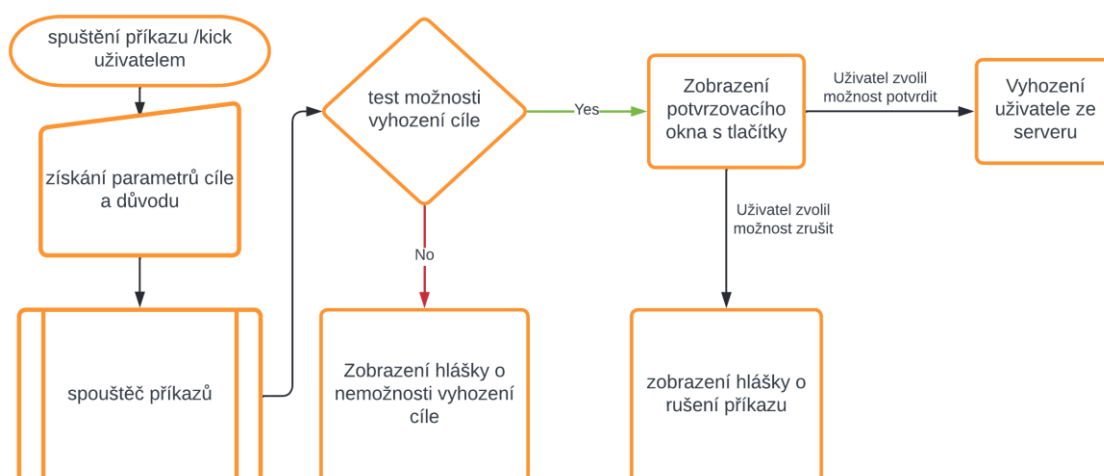 spuštění příkazu /kick
uživatelem
získání parametrů cíle
a důvodu
spouštěč příkazů
test možnosti
vyhození cíle
Yes
No
Zobrazení hlášky o
nemožnosti vyhození
cíle
Zobrazení
potvrzovacího
okna s tlačítky
Uživatel zvolil
možnost potvrdit
Vyhození
uživatele ze
serveru
Uživatel zvolil
možnost zrušit
zobrazení hlášky o
rušení příkazu